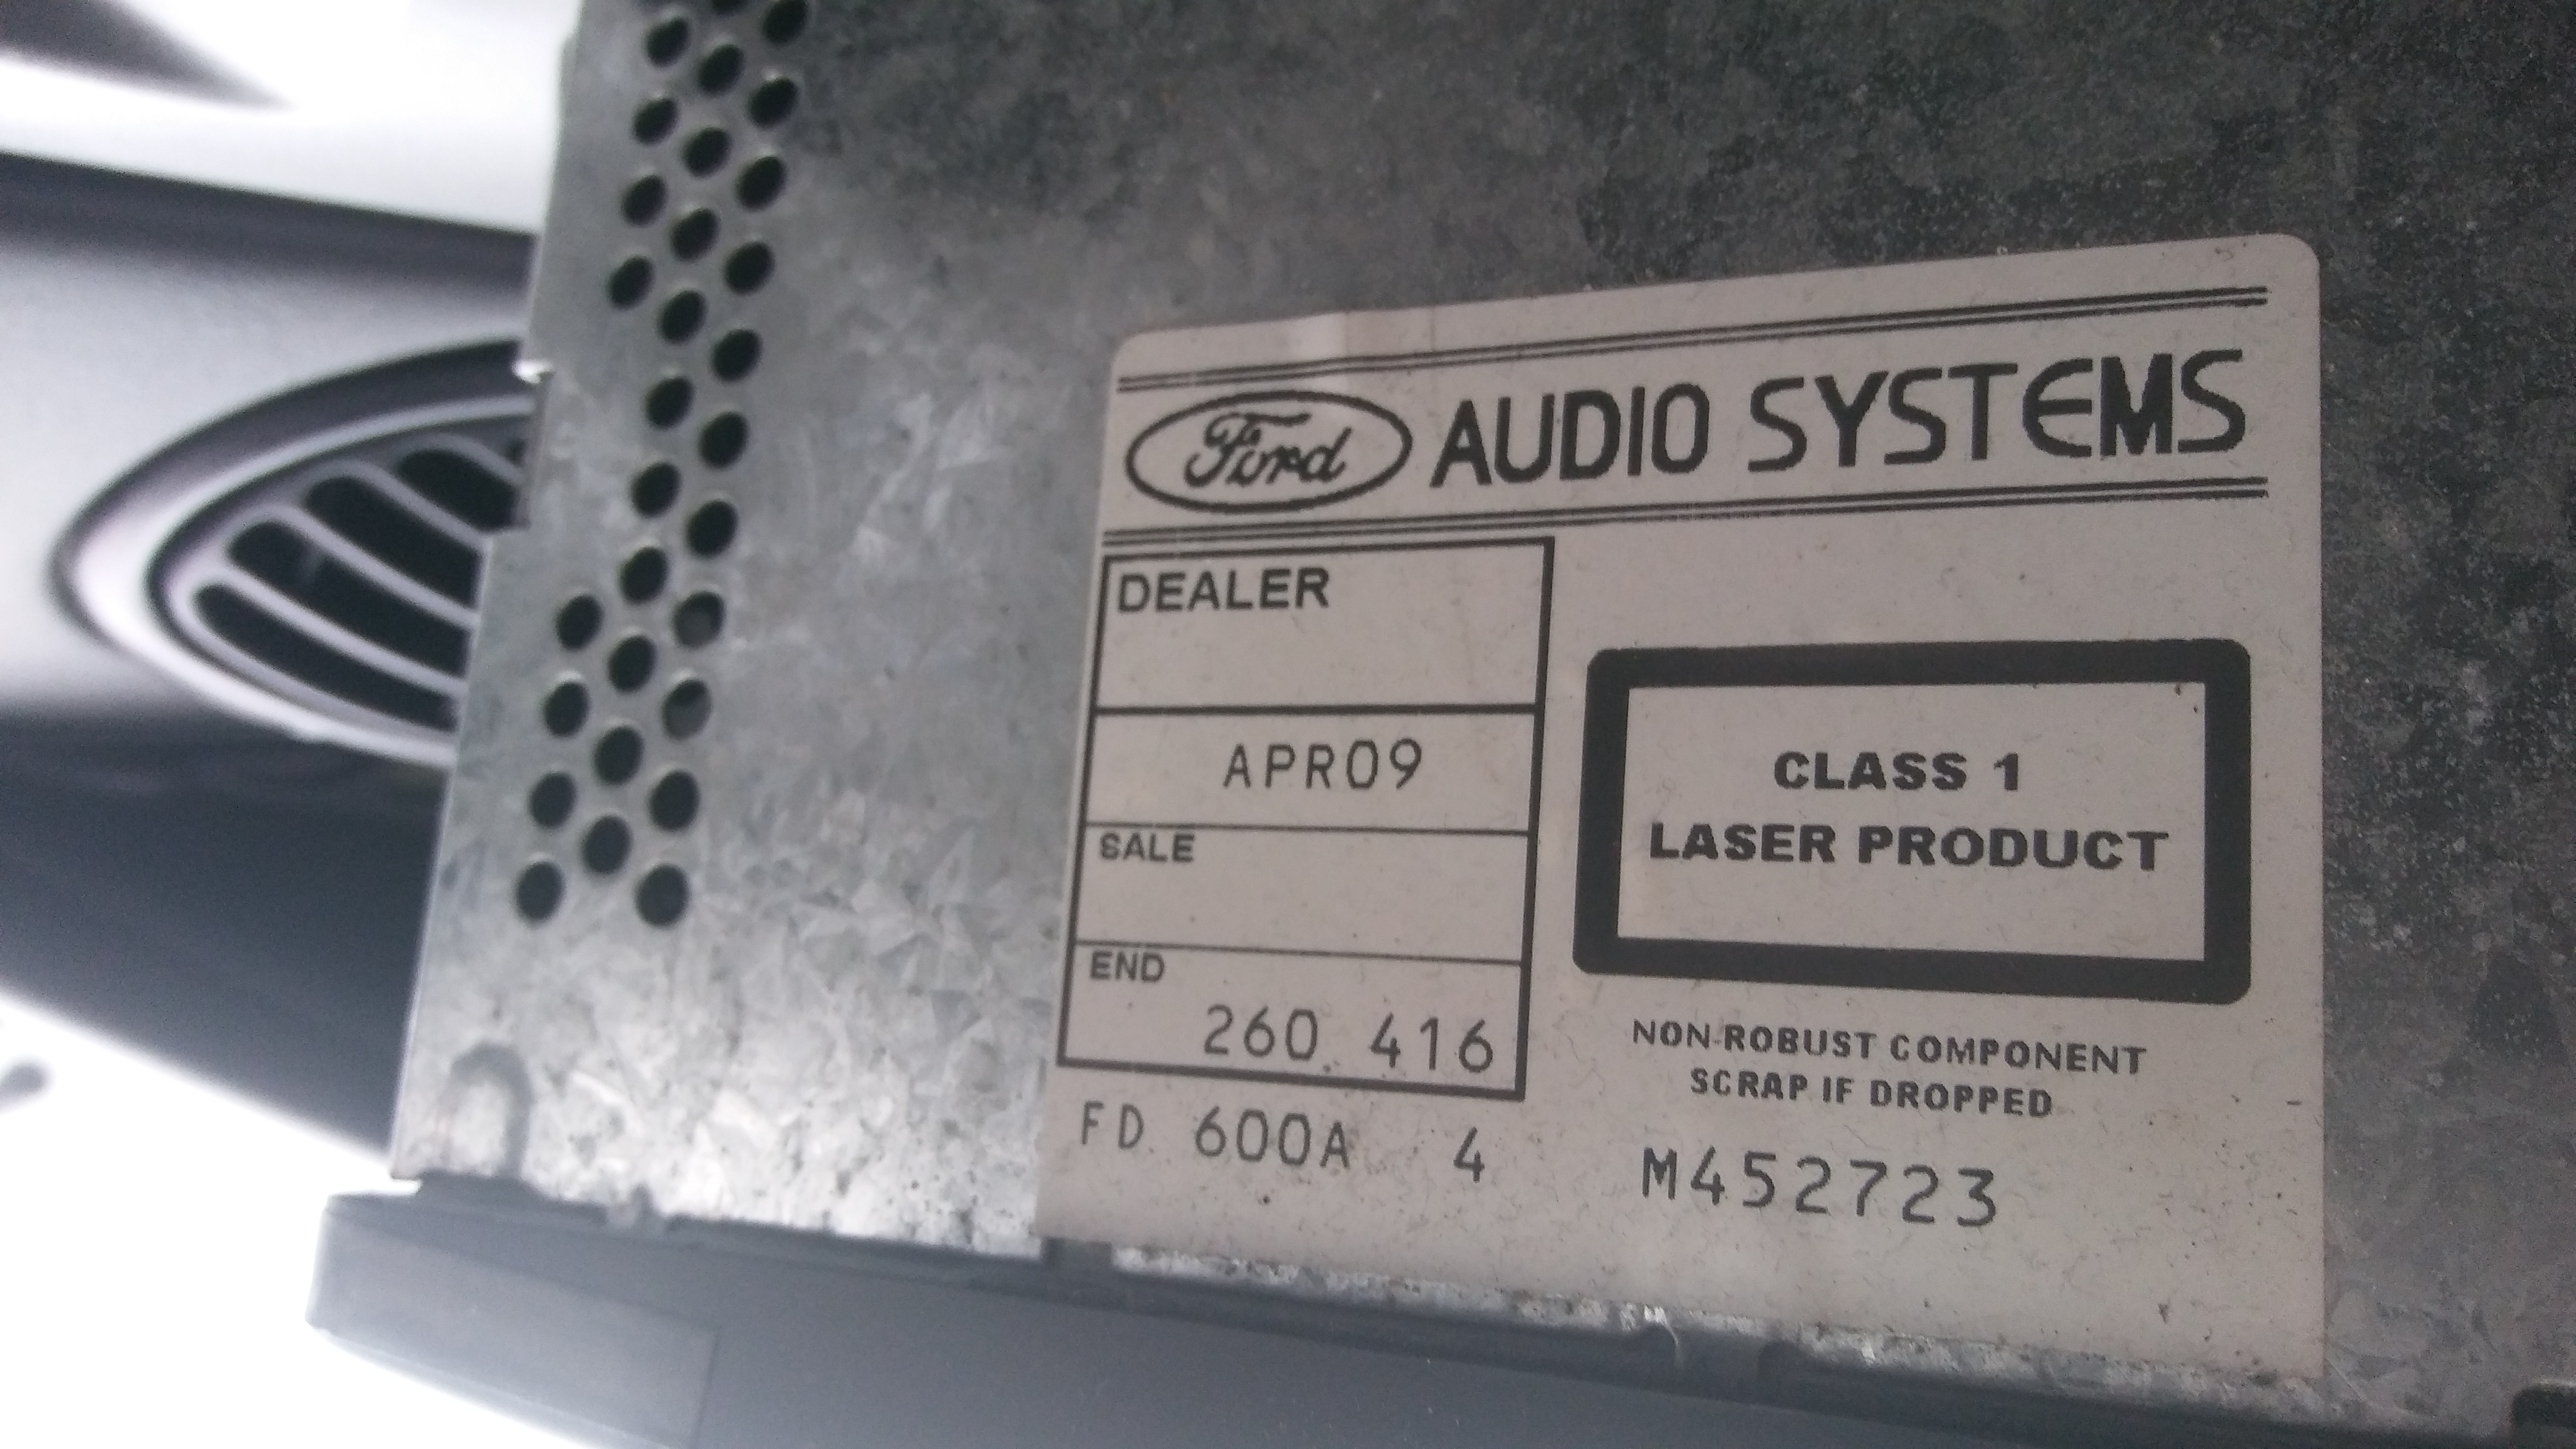 Ford AUDIO SYSTEMS
DEALER
APR09
SALE
END
260. 416
FD. 600A 4
CLASS 1
LASER PRODUCT
NON-ROBUST COMPONENT
SCRAP IF DROPPED
M452723